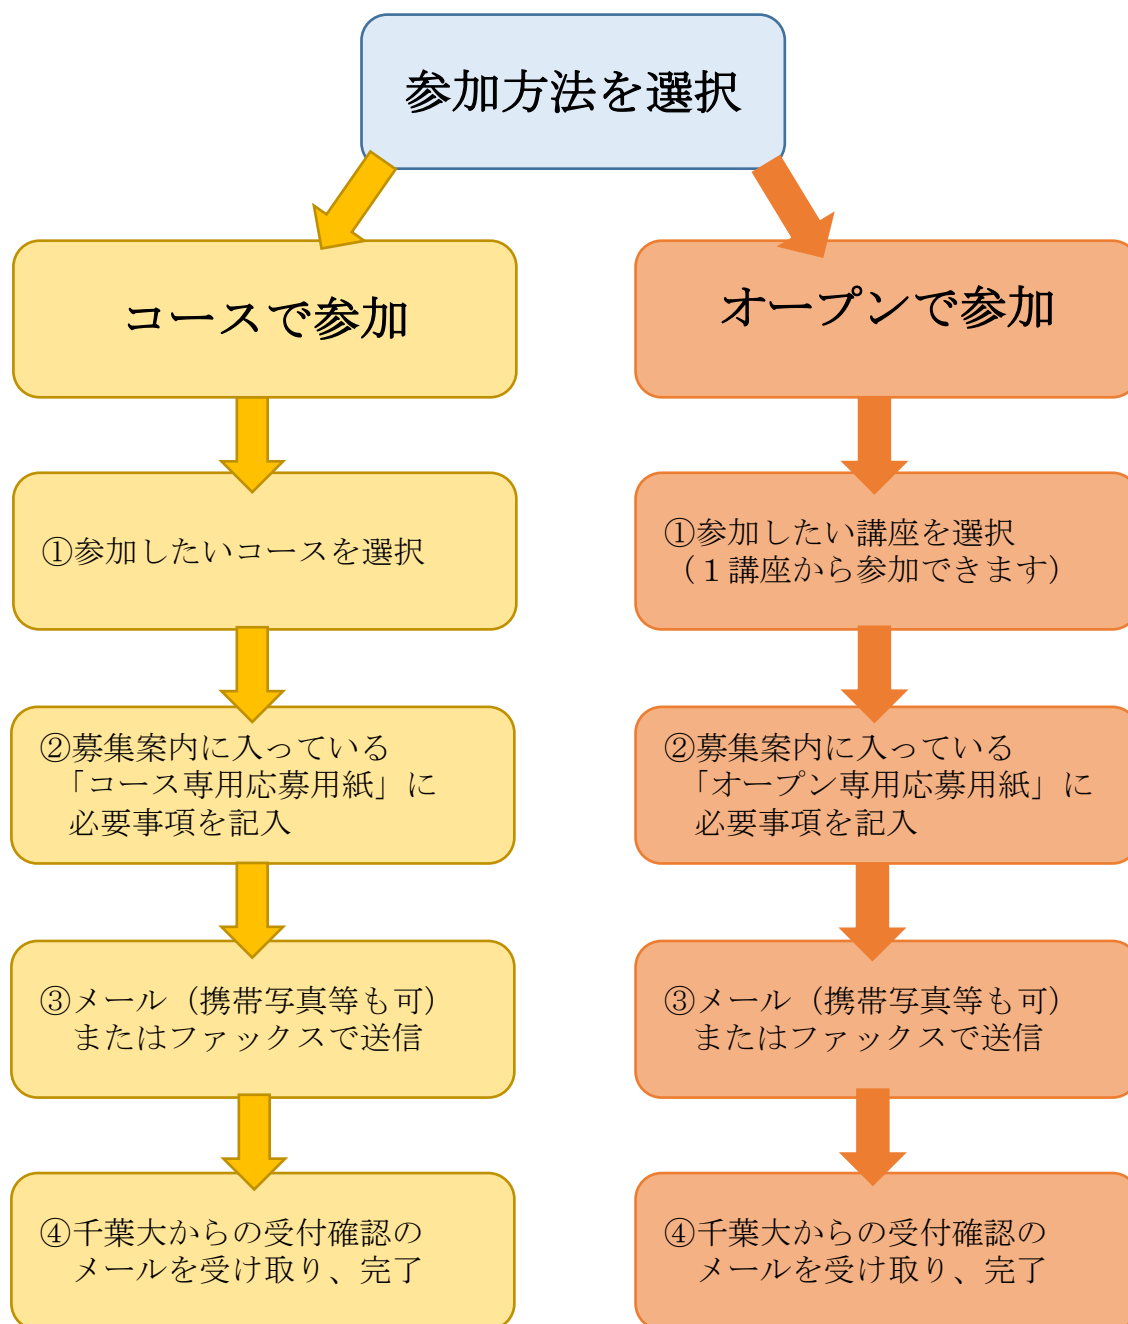 参加方法を選択
コースで参加
①参加したいコースを選択
②募集案内に入っている
「コース専用応募用紙」に
必要事項を記入
③メール（携帯写真等も可）
またはファックスで送信
④千葉大からの受付確認の
メールを受け取り、完了
オープンで参加
①参加したい講座を選択
（１講座から参加できます）
②募集案内に入っている
「オープン専用応募用紙」に
必要事項を記入
③メール（携帯写真等も可）
またはファックスで送信
④千葉大からの受付確認の
メールを受け取り、完了